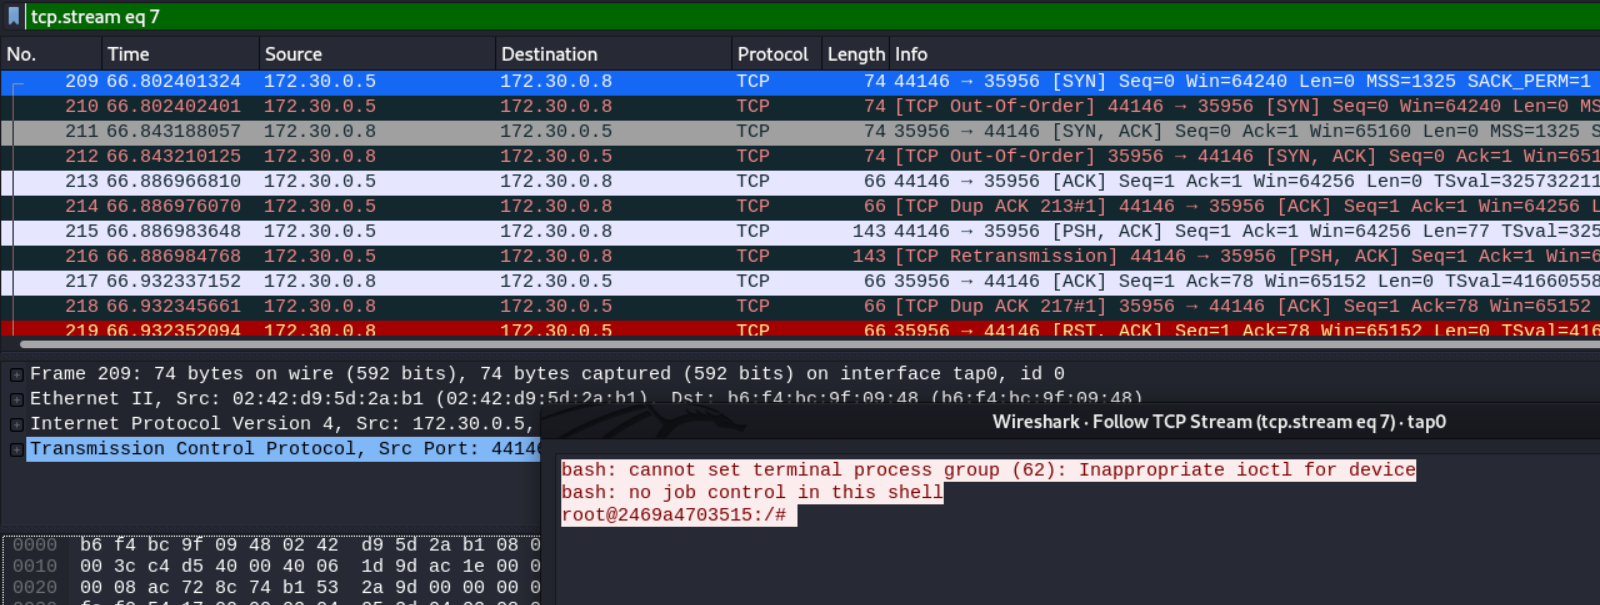 tcp.stream eq 7
No. Time Source Destination Protocol Length Info
209 66.802401324 172.30.0.5 172.30.0.8 TCP 74 44146 → 35956 [SYN] Seq=0 Win=64240 Len=0 MSS=1325 SACK_PERM=1
210 66.802402401 172.30.0.5 172.30.0.8 TCP 74 [TCP Out-Of-Order] 44146 → 35956 [SYN] Seq=0 Win=64240 Len=0 MS
211 66.843188057 172.30.0.8 172.30.0.5 TCP 74 35956 → 44146 [SYN, ACK] Seq=0 Ack=1 Win=65160 Len=0 MSS=1325 S
212 66.843210125 172.30.0.8 172.30.0.5 TCP 74 [TCP Out-Of-Order] 35956 → 44146 [SYN, ACK] Seq=0 Ack=1 Win=651
213 66.886966810 172.30.0.5 172.30.0.8 TCP 66 44146 → 35956 [ACK] Seq=1 Ack=1 Win=64256 Len=0 TSval=325732211
214 66.886976070 172.30.0.5 172.30.0.8 TCP 66 [TCP Dup ACK 213#1] 44146 → 35956 [ACK] Seq=1 Ack=1 Win=64256 L
215 66.886983648 172.30.0.5 172.30.0.8 TCP 143 44146 → 35956 [PSH, ACK] Seq=1 Ack=1 Win=64256 Len=77 TSval=325
216 66.886984768 172.30.0.5 172.30.0.8 TCP 143 [TCP Retransmission] 44146 → 35956 [PSH, ACK] Seq=1 Ack=1 Win=6
217 66.932337152 172.30.0.8 172.30.0.5 TCP 66 35956 → 44146 [ACK] Seq=1 Ack=78 Win=65152 Len=0 TSval=41660558
218 66.932345661 172.30.0.8 172.30.0.5 TCP 66 [TCP Dup ACK 217#1] 35956 → 44146 [ACK] Seq=1 Ack=78 Win=65152
219 66.932352094 172.30.0.8 172.30.0.5 TCP 66 35956 → 44146 [RST, ACK] Seq=1 Ack=78 Win=65152 Len=0 TSval=416
Frame 209: 74 bytes on wire (592 bits), 74 bytes captured (592 bits) on interface tap0, id 0
Ethernet II, Src: 02:42:d9:5d:2a:b1 (02:42:d9:5d:2a:b1), Dst: b6:f4:bc:9f:09:48 (b6:f4:bc:9f:09:48)
Internet Protocol Version 4, Src: 172.30.0.5,
Transmission Control Protocol, Src Port: 44146
Wireshark · Follow TCP Stream (tcp.stream eq 7) · tap0
bash: cannot set terminal process group (62): Inappropriate ioctl for device
bash: no job control in this shell
root@2469a4703515:/#
0000 b6 f4 bc 9f 09 48 02 42 d9 5d 2a b1 08 0
0010 00 3c c4 d5 40 00 40 06 1d 9d ac 1e 00 0
0020 00 08 ac 72 8c 74 b1 53 2a 9d 00 00 00 0